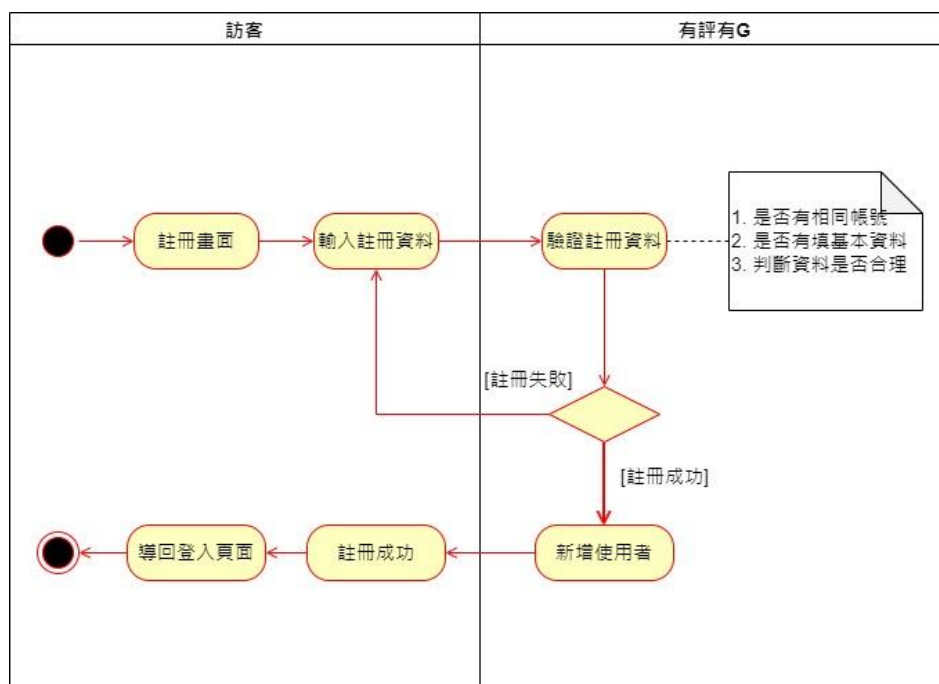 訪客
有評有G
註冊畫面
輸入註冊資料
驗證註冊資料
1. 是否有相同帳號
2. 是否有填基本資料
3. 判斷資料是否合理
[註冊失敗]
[註冊成功]
導回登入頁面
註冊成功
新增使用者